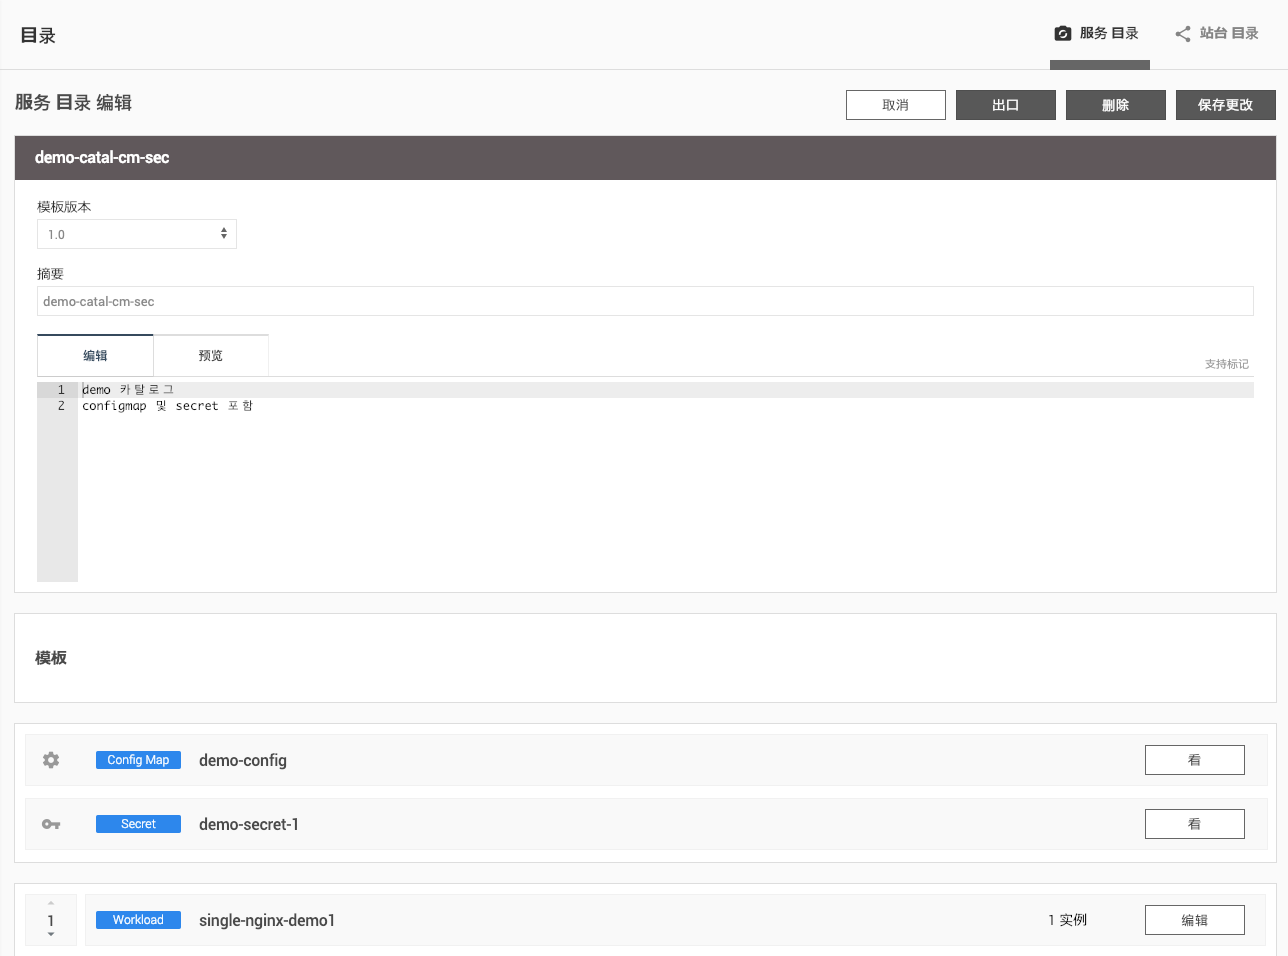 目录
服务 目录
站台 目录
服务 目录 编辑
取消
出口
删除
保存更改
demo-catal-cm-sec
模板版本
1.0
摘要
demo-catal-cm-sec
编辑
预览
支持标记
1 demo 카탈로그
2 configmap 및 secret 포함
模板
Config Map demo-config 看
Secret demo-secret-1 看
1 Workload single-nginx-demo1 1 实例 编辑